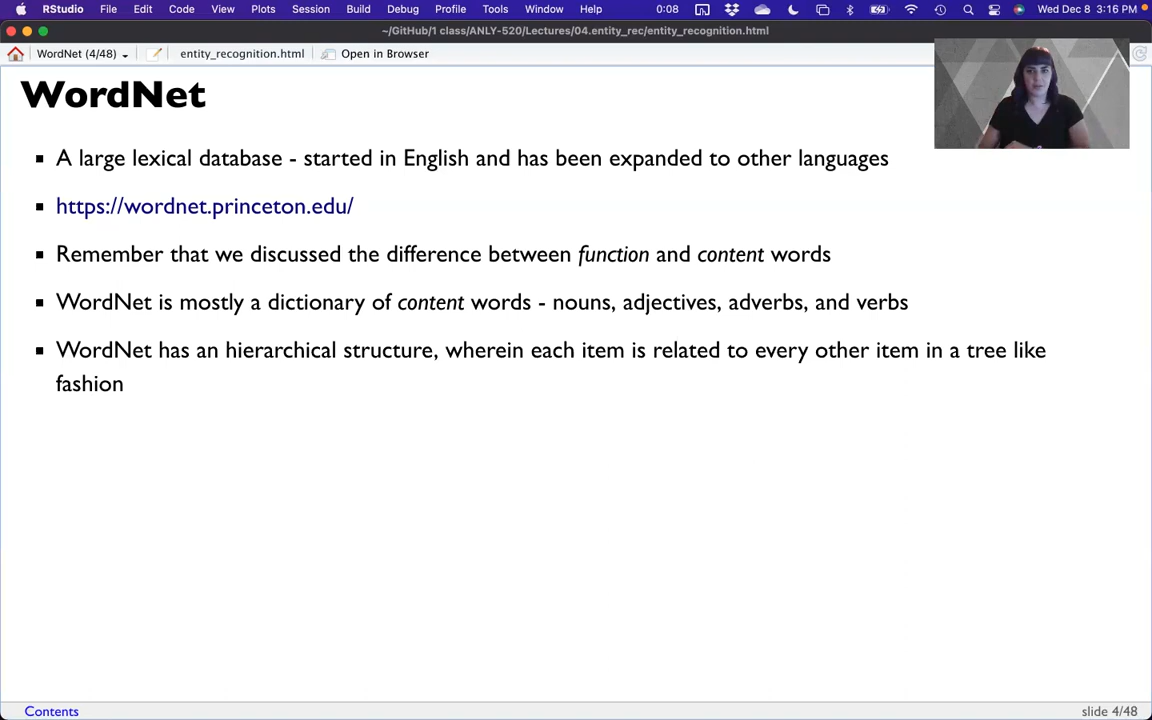 RStudio File Edit Code View Plots Session Build Debug Profile Tools Window Help 0:08 Wed Dec 8 3:16 PM
~/GitHub/1 class/ANLY-520/Lectures/04.entity_rec/entity_recognition.html
WordNet (4/48) entity_recognition.html Open in Browser
WordNet
▪ A large lexical database - started in English and has been expanded to other languages
▪ https://wordnet.princeton.edu/
▪ Remember that we discussed the difference between function and content words
▪ WordNet is mostly a dictionary of content words - nouns, adjectives, adverbs, and verbs
▪ WordNet has an hierarchical structure, wherein each item is related to every other item in a tree like
fashion
Contents slide 4/48